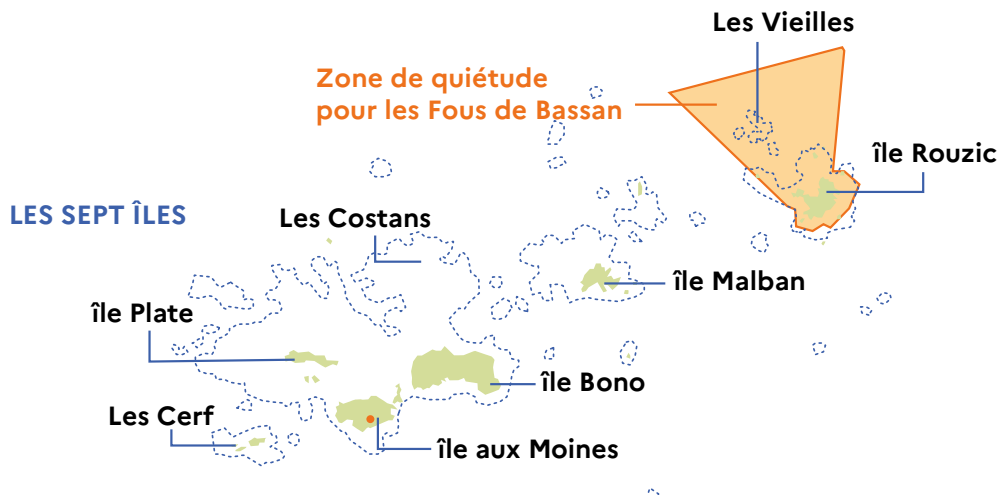 Les Vieilles
Zone de quiétude
pour les Fous de Bassan
île Rouzic
LES SEPT ÎLES
Les Costans
île Malban
île Plate
île Bono
Les Cerf
île aux Moines